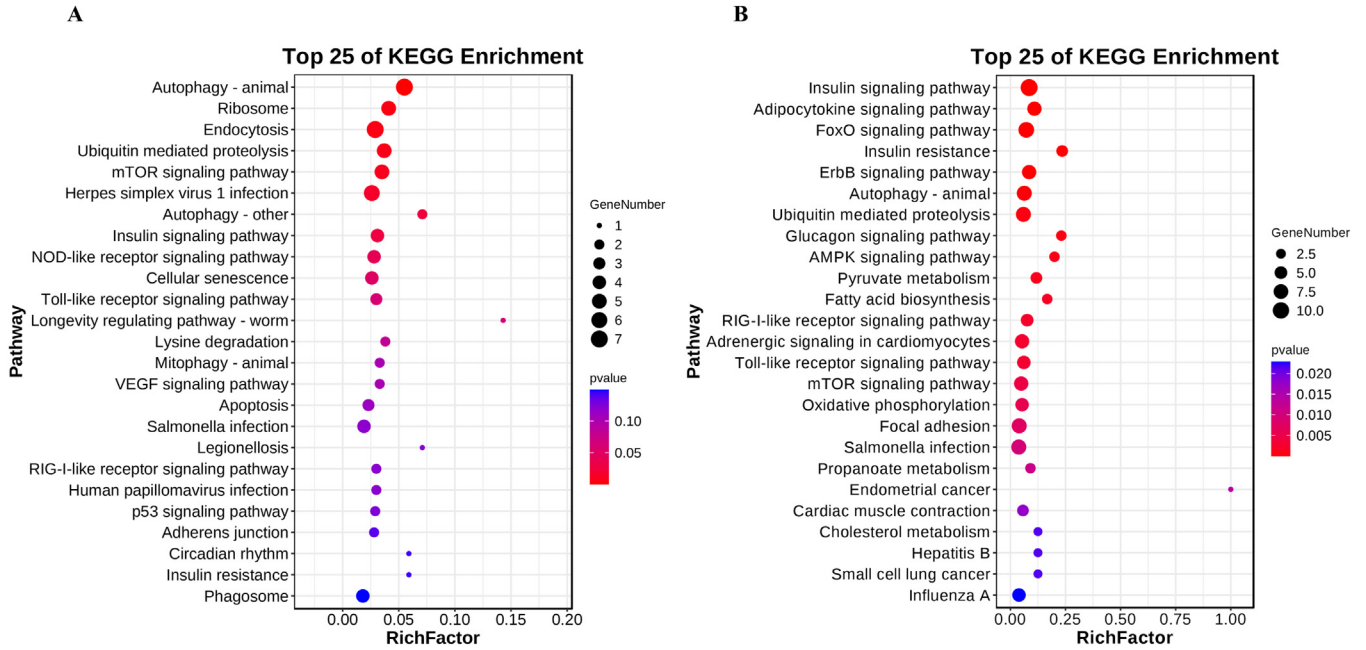 A
Top 25 of KEGG Enrichment
Pathway
Autophagy - animal
Ribosome
Endocytosis
Ubiquitin mediated proteolysis
mTOR signaling pathway
Herpes simplex virus 1 infection
Autophagy - other
Insulin signaling pathway
NOD-like receptor signaling pathway
Cellular senescence
Toll-like receptor signaling pathway
Longevity regulating pathway - worm
Lysine degradation
Mitophagy - animal
VEGF signaling pathway
Apoptosis
Salmonella infection
Legionellosis
RIG-I-like receptor signaling pathway
Human papillomavirus infection
p53 signaling pathway
Adherens junction
Circadian rhythm
Insulin resistance
Phagosome
0.00 0.05 0.10 0.15 0.20
RichFactor
GeneNumber
1
2
3
4
5
6
7
pvalue
0.10
0.05
B
Top 25 of KEGG Enrichment
Pathway
Insulin signaling pathway
Adipocytokine signaling pathway
FoxO signaling pathway
Insulin resistance
ErbB signaling pathway
Autophagy - animal
Ubiquitin mediated proteolysis
Glucagon signaling pathway
AMPK signaling pathway
Pyruvate metabolism
Fatty acid biosynthesis
RIG-I-like receptor signaling pathway
Adrenergic signaling in cardiomyocytes
Toll-like receptor signaling pathway
mTOR signaling pathway
Oxidative phosphorylation
Focal adhesion
Salmonella infection
Propanoate metabolism
Endometrial cancer
Cardiac muscle contraction
Cholesterol metabolism
Hepatitis B
Small cell lung cancer
Influenza A
0.00 0.25 0.50 0.75 1.00
RichFactor
GeneNumber
2.5
5.0
7.5
10.0
pvalue
0.020
0.015
0.010
0.005